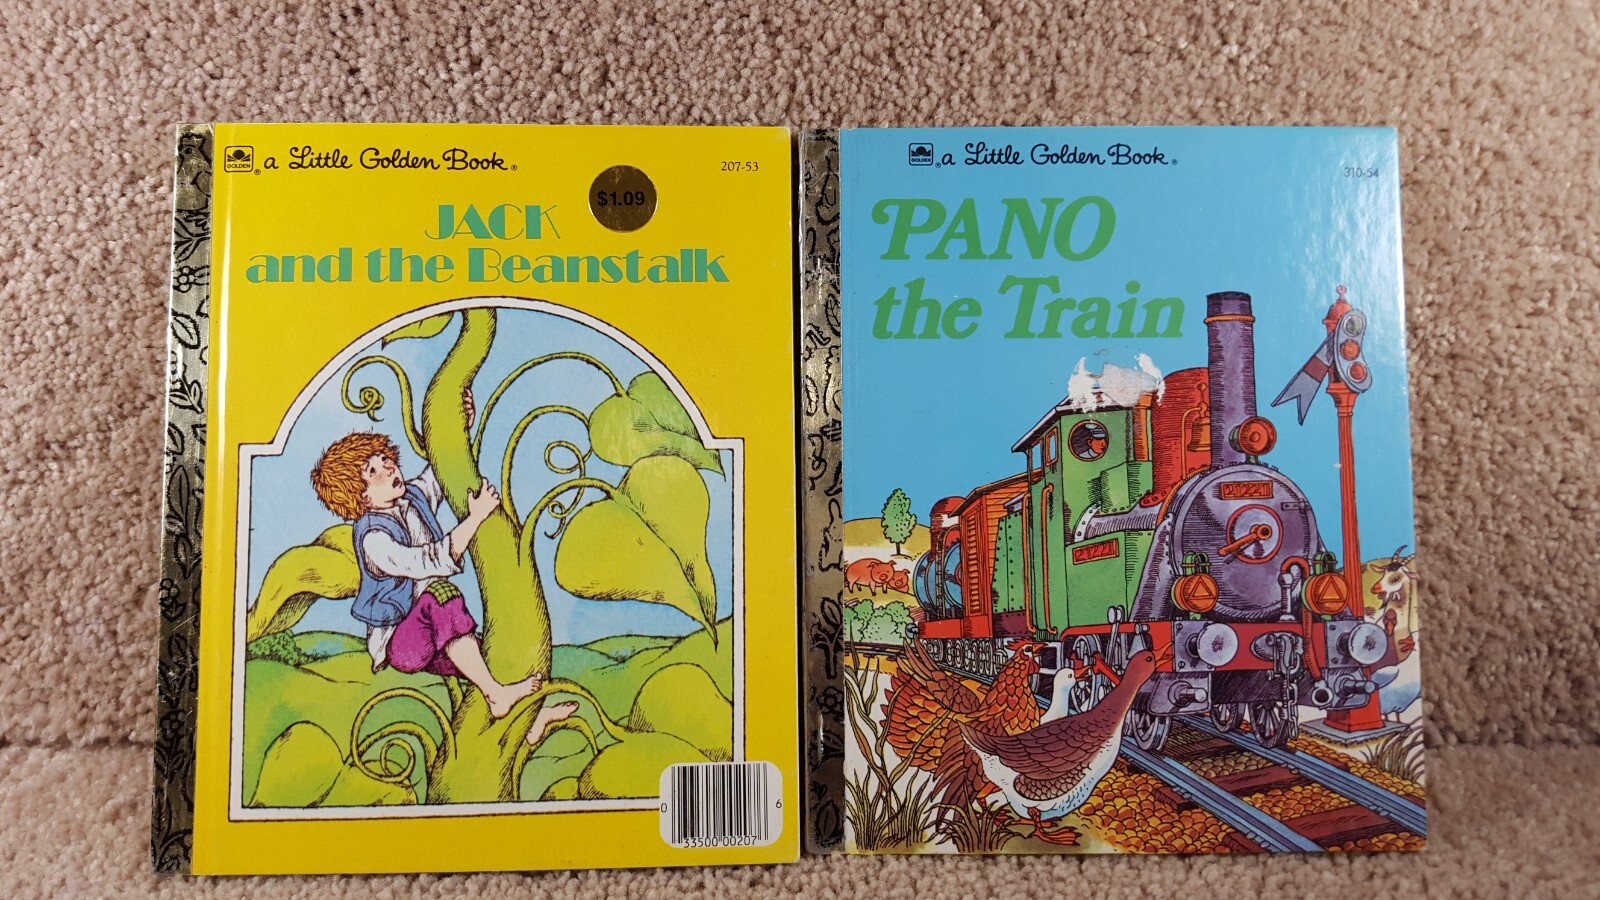 GOLDEN
a Little Golden Book®
207-53
$1.09
JACK
and the Beanstalk
0
33500 00207
6
GOLDEN
a Little Golden Book®
310-54
PANO
the Train